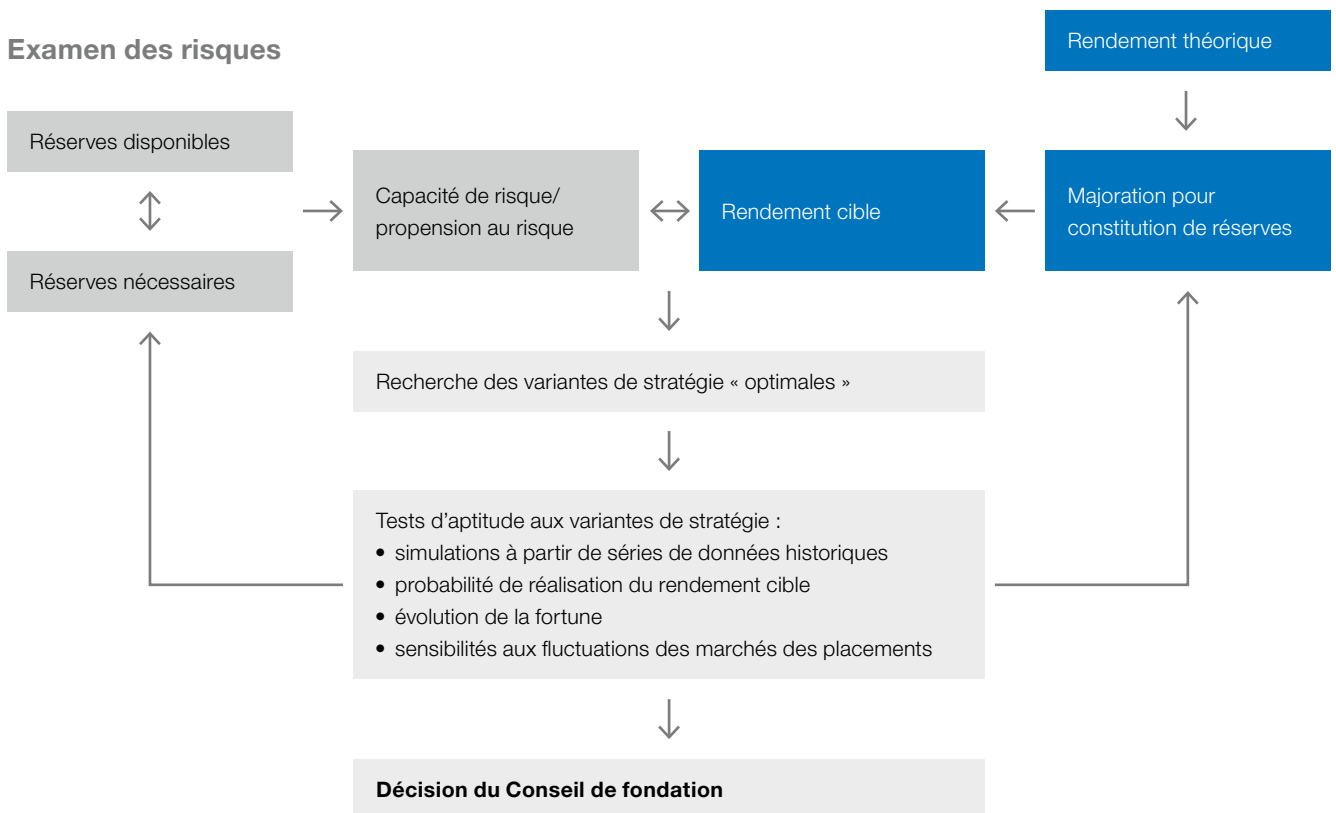 Examen des risques
Rendement théorique
Réserves disponibles
Réserves nécessaires
Capacité de risque/
propension au risque
Rendement cible
Majoration pour
constitution de réserves
Recherche des variantes de stratégie « optimales »
Tests d’aptitude aux variantes de stratégie :
• simulations à partir de séries de données historiques
• probabilité de réalisation du rendement cible
• évolution de la fortune
• sensibilités aux fluctuations des marchés des placements
Décision du Conseil de fondation